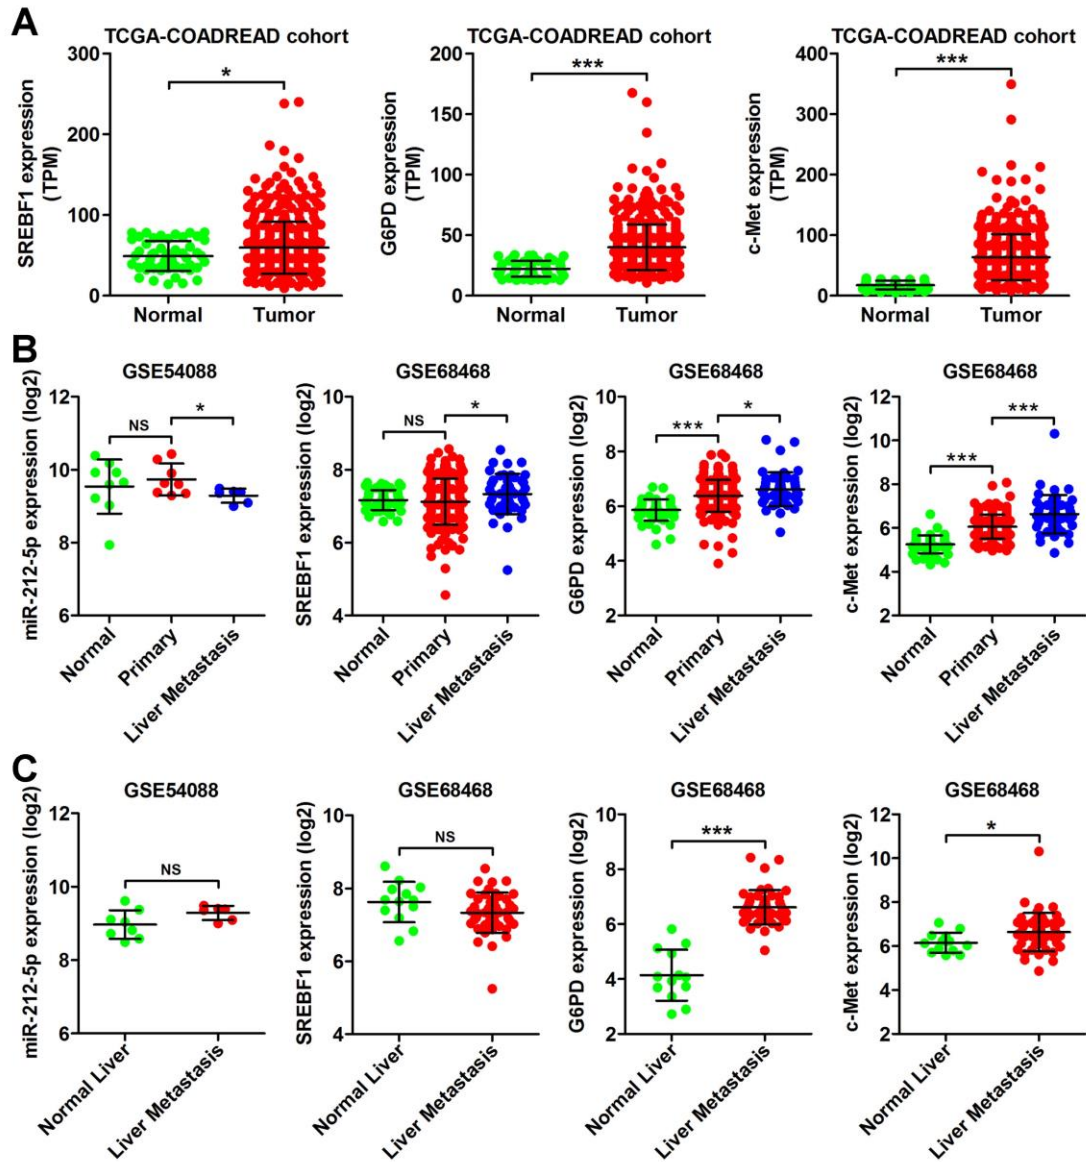 A
TCGA-COADREAD cohort
SREBF1 expression
(TPM)
300
200
100
0
*
Normal
Tumor
TCGA-COADREAD cohort
G6PD expression
(TPM)
200
150
100
50
0
***
Normal
Tumor
TCGA-COADREAD cohort
c-Met expression
(TPM)
400
300
200
100
0
***
Normal
Tumor
B
GSE54088
miR-212-5p expression (log2)
12
10
8
6
NS
*
Normal
Primary
Liver Metastasis
GSE68468
SREBF1 expression (log2)
10
8
6
4
NS
*
Normal
Primary
Liver Metastasis
GSE68468
G6PD expression (log2)
10
8
6
4
2
***
*
Normal
Primary
Liver Metastasis
GSE68468
c-Met expression (log2)
12
10
8
6
4
2
***
***
Normal
Primary
Liver Metastasis
C
GSE54088
miR-212-5p expression (log2)
12
10
8
6
NS
Normal Liver
Liver Metastasis
GSE68468
SREBF1 expression (log2)
10
8
6
4
NS
Normal Liver
Liver Metastasis
GSE68468
G6PD expression (log2)
10
8
6
4
2
***
Normal Liver
Liver Metastasis
GSE68468
c-Met expression (log2)
12
10
8
6
4
2
*
Normal Liver
Liver Metastasis